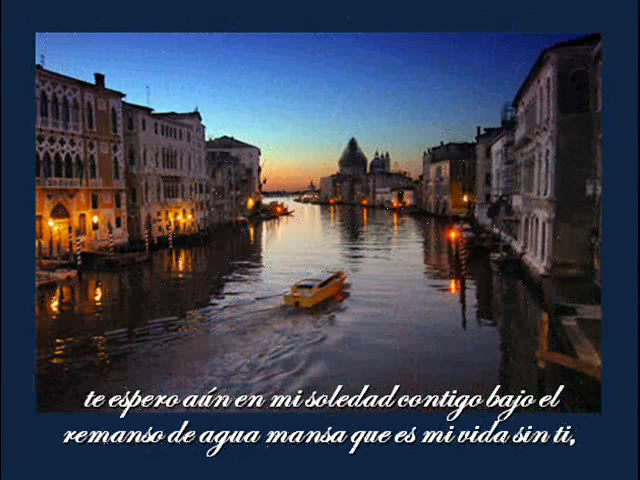 te espero aún en mi soledad contigo bajo el
remanso de agua mansa que es mi vida sin ti,